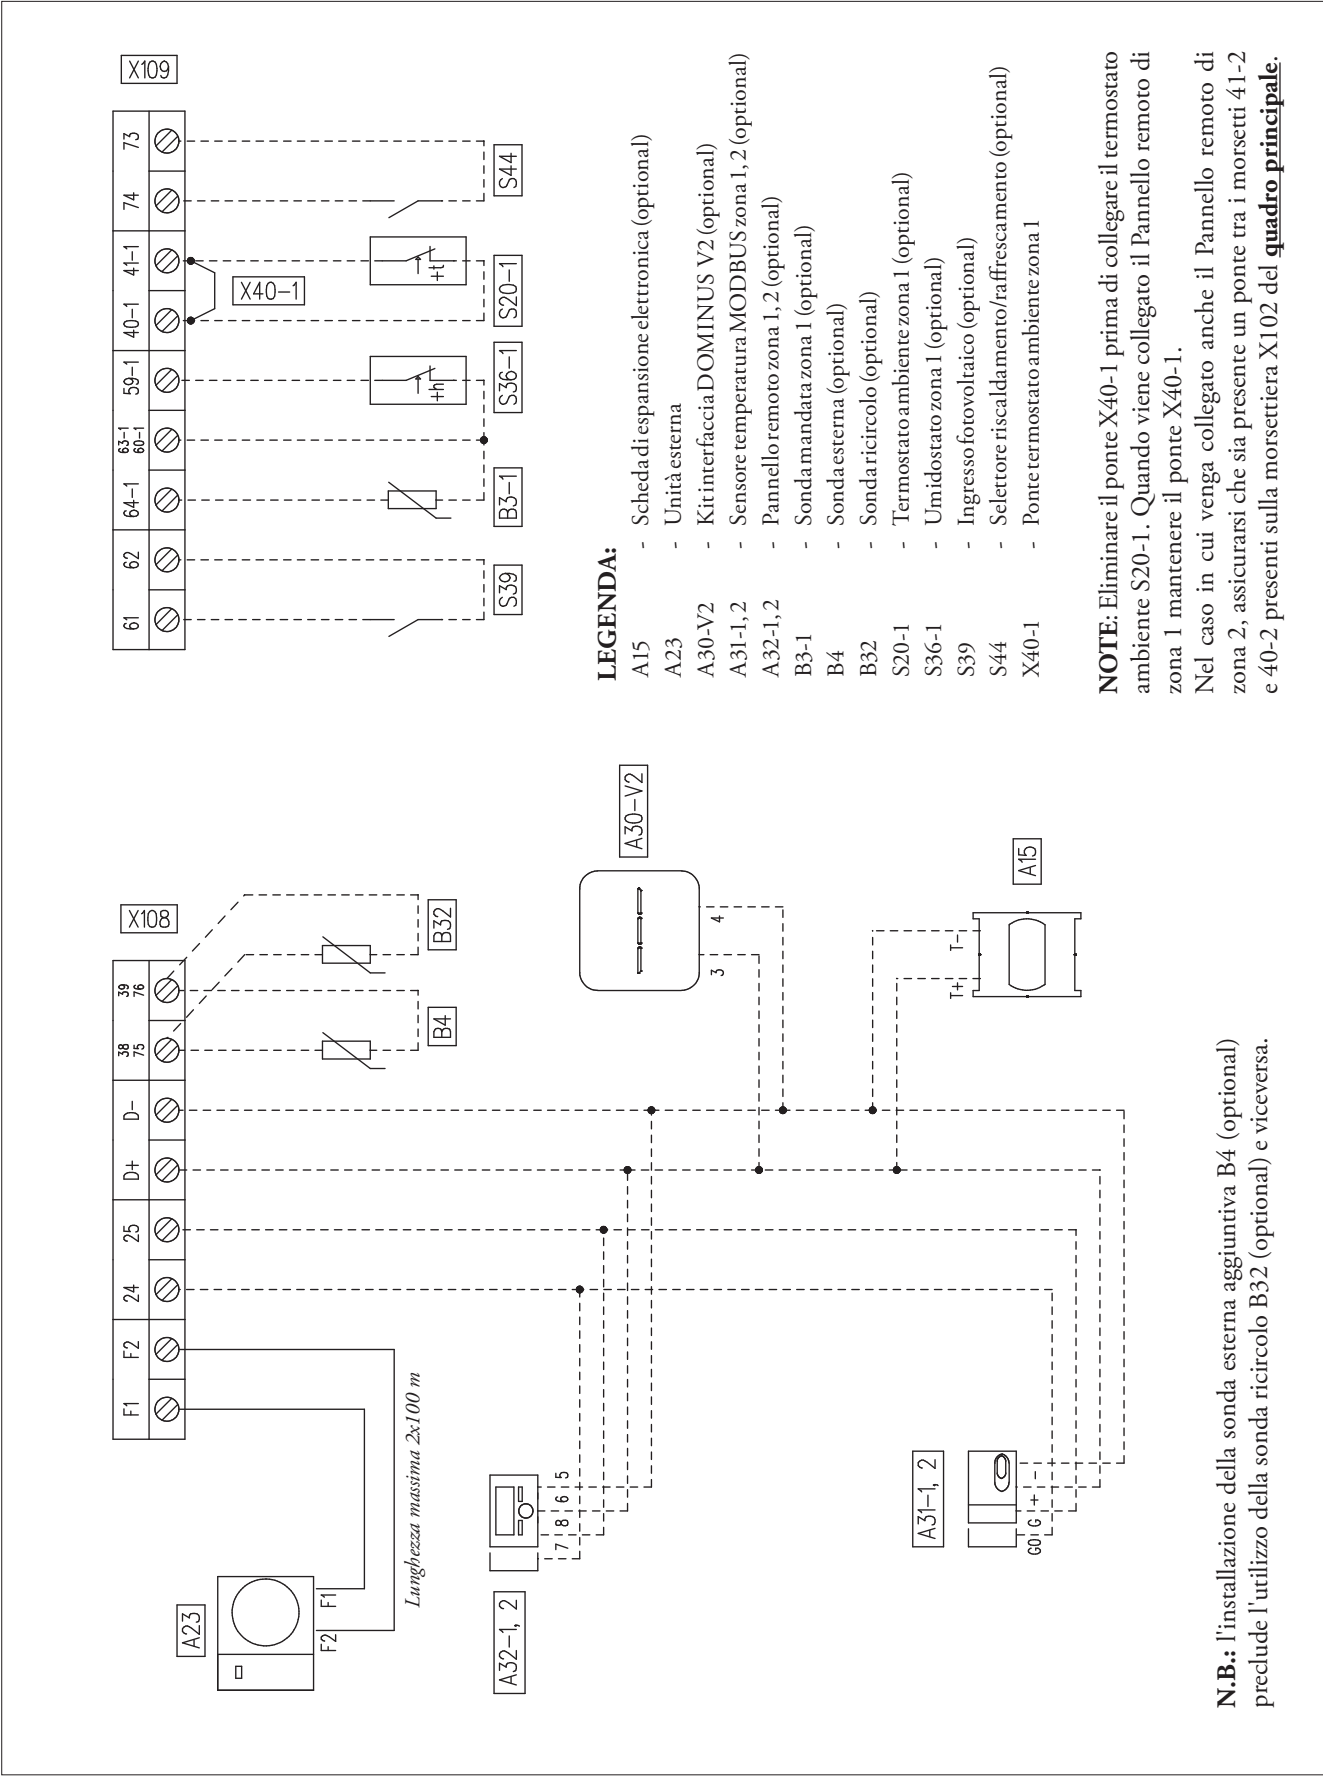 X108
F1 F2 24 25 D+ D- 38 75 39 76
A23
F2 F1
Lunghezza massima 2x100 m
B4
B32
A32-1, 2
7 8 6 5
A30-V2
3 4
A31-1, 2
G0 G + -
A15
T+ T-
N.B.: l'installazione della sonda esterna aggiuntiva B4 (optional)
preclude l'utilizzo della sonda ricircolo B32 (optional) e viceversa.
X109
61 62 64-1 63-1 60-1 59-1 40-1 41-1 74 73
X40-1
+h
+t
S39
B3-1
S36-1
S20-1
S44
LEGENDA:
A15 - Scheda di espansione elettronica (optional)
A23 - Unità esterna
A30-V2 - Kit interfaccia DOMINUS V2 (optional)
A31-1, 2 - Sensore temperatura MODBUS zona 1, 2 (optional)
A32-1, 2 - Pannello remoto zona 1, 2 (optional)
B3-1 - Sonda mandata zona 1 (optional)
B4 - Sonda esterna (optional)
B32 - Sonda ricircolo (optional)
S20-1 - Termostato ambiente zona 1 (optional)
S36-1 - Umidostato zona 1 (optional)
S39 - Ingresso fotovoltaico (optional)
S44 - Selettore riscaldamento/raffrescamento (optional)
X40-1 - Ponte termostato ambiente zona 1
NOTE: Eliminare il ponte X40-1 prima di collegare il termostato
ambiente S20-1. Quando viene collegato il Pannello remoto di
zona 1 mantenere il ponte X40-1.
Nel caso in cui venga collegato anche il Pannello remoto di
zona 2, assicurarsi che sia presente un ponte tra i morsetti 41-2
e 40-2 presenti sulla morsettiera X102 del quadro principale.